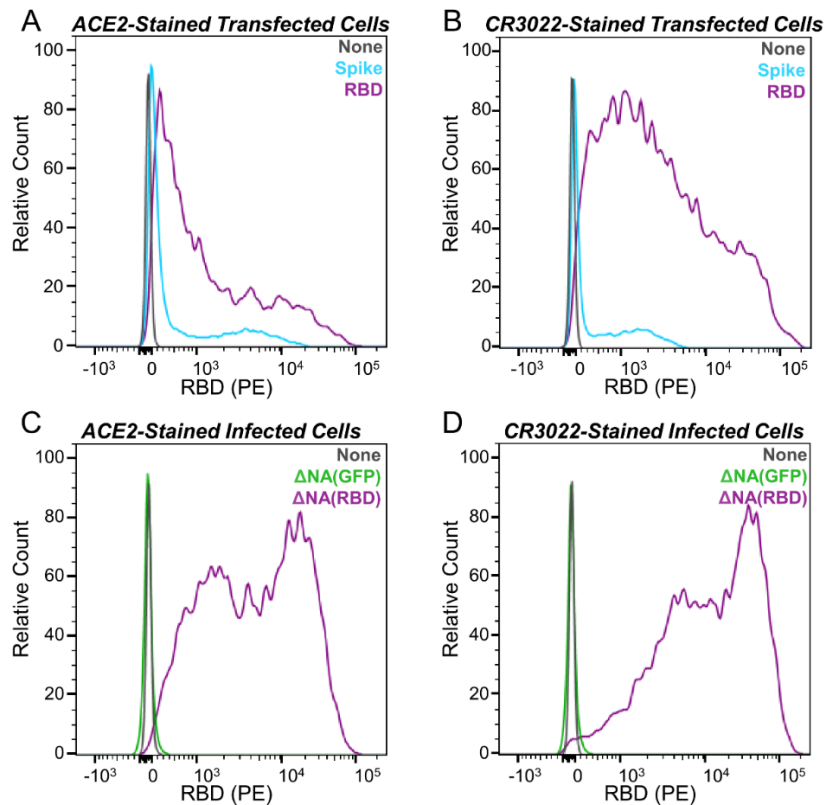 A
ACE2-Stained Transfected Cells
None
Spike
RBD
Relative Count
100
80
60
40
20
0
-10³ 0 10³ 10⁴ 10⁵
RBD (PE)
B
CR3022-Stained Transfected Cells
None
Spike
RBD
Relative Count
100
80
60
40
20
0
-10³ 0 10³ 10⁴ 10⁵
RBD (PE)
C
ACE2-Stained Infected Cells
None
ΔNA(GFP)
ΔNA(RBD)
Relative Count
100
80
60
40
20
0
-10³ 0 10³ 10⁴ 10⁵
RBD (PE)
D
CR3022-Stained Infected Cells
None
ΔNA(GFP)
ΔNA(RBD)
Relative Count
100
80
60
40
20
0
-10³ 0 10³ 10⁴ 10⁵
RBD (PE)